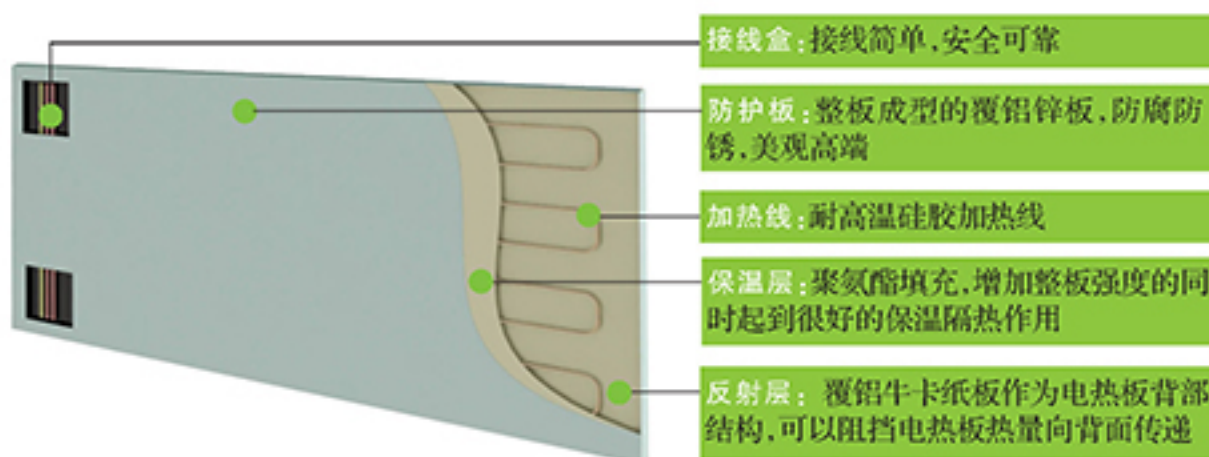 接线盒：接线简单，安全可靠
防护板：整板成型的覆铝锌板，防腐防
锈，美观高端
加热线：耐高温硅胶加热线
保温层：聚氨酯填充，增加整板强度的同
时起到很好的保温隔热作用
反射层：覆铝牛卡纸板作为电热板背部
结构，可以阻挡电热板热量向背面传递